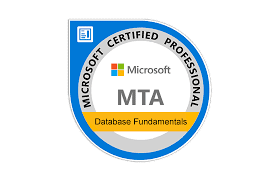 MICROSOFT CERTIFIED PROFESSIONAL
Microsoft
MTA
Database Fundamentals